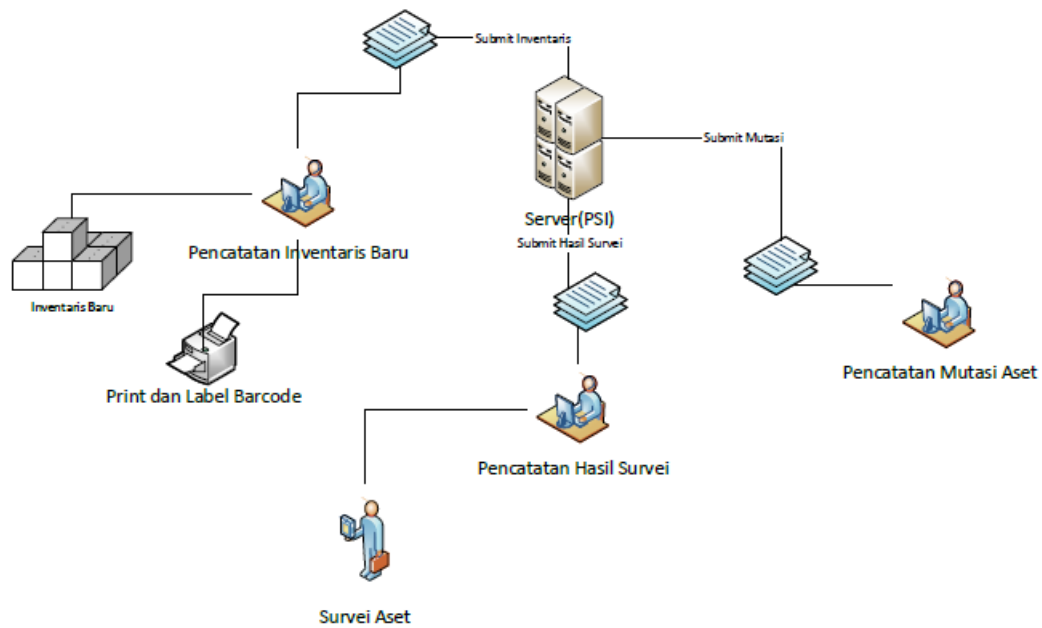 Submit Inventaris
Submit Mutasi
Server(PSI)
Submit Hasil Survei
Pencatatan Inventaris Baru
Inventaris Baru
Print dan Label Barcode
Pencatatan Mutasi Aset
Pencatatan Hasil Survei
Survei Aset